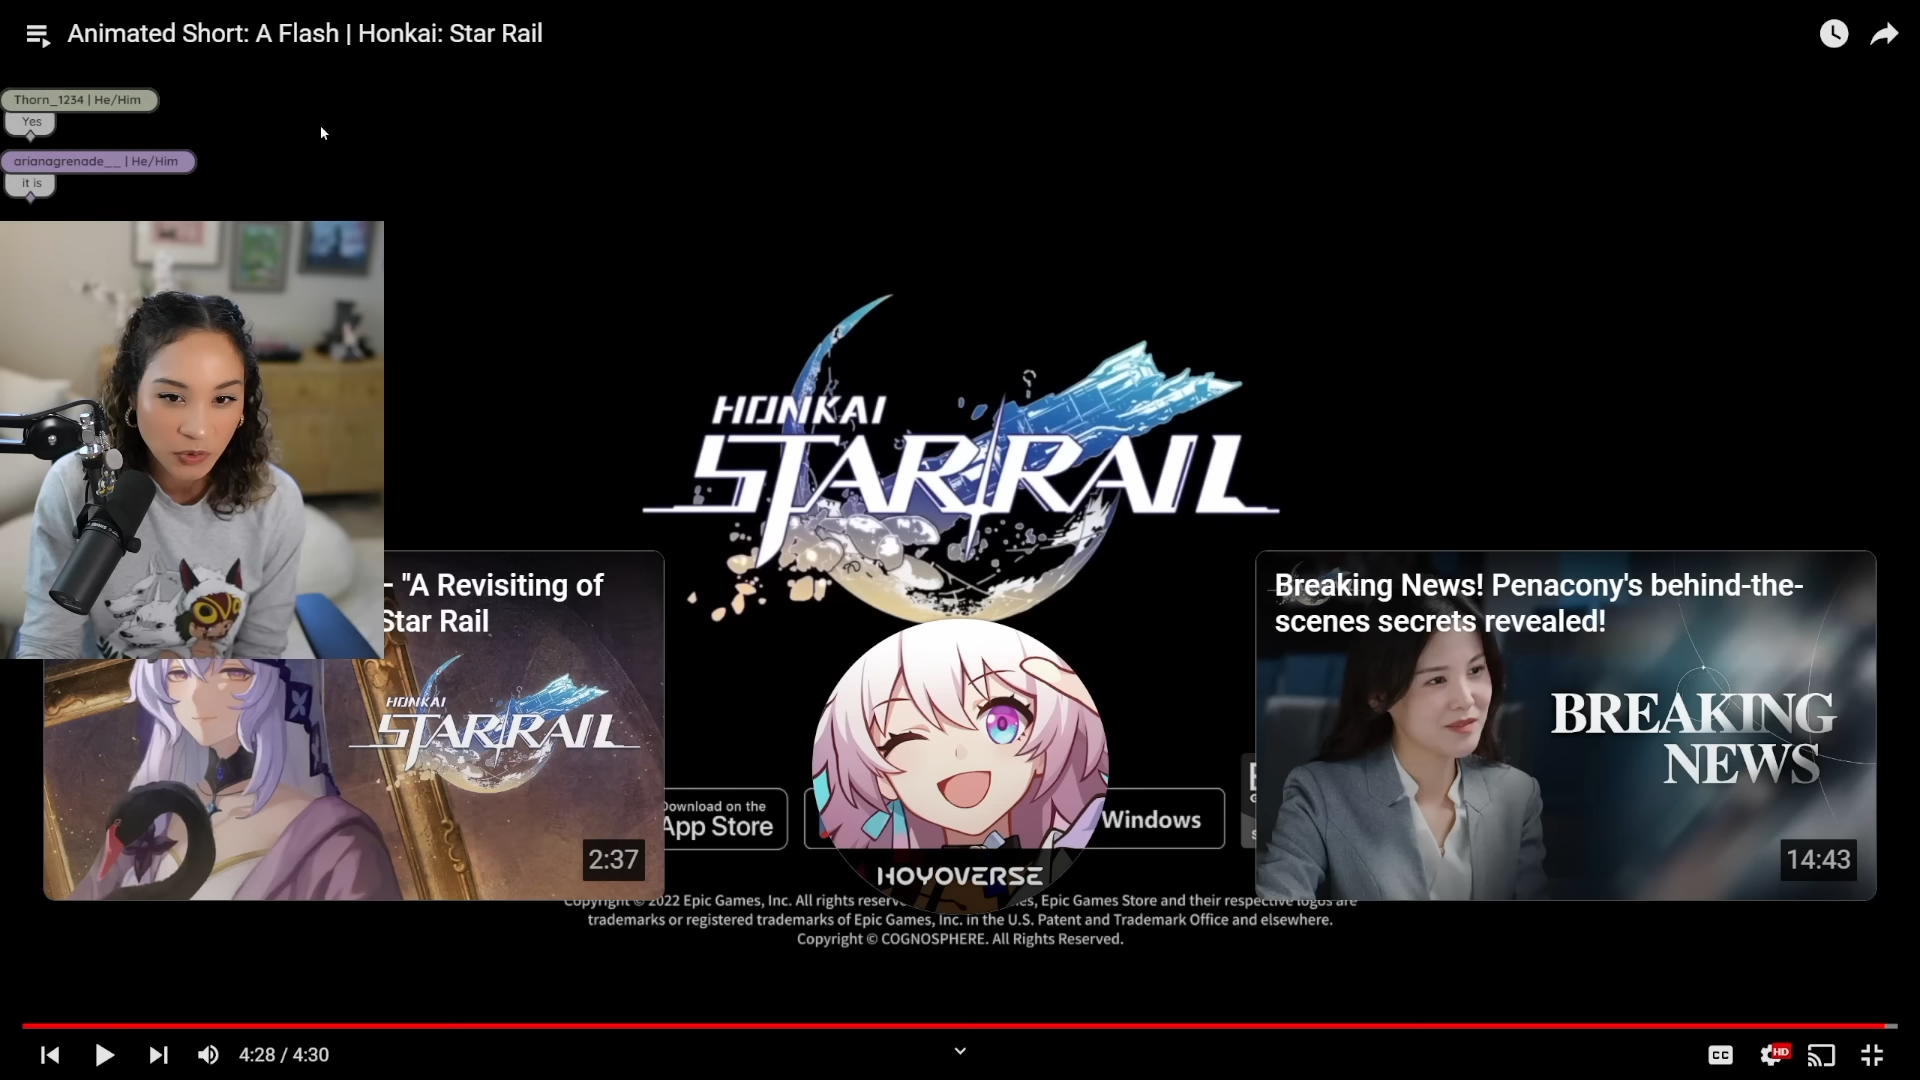 Animated Short: A Flash | Honkai: Star Rail
Thorn_1234 | He/Him
Yes
arianagrenade__ | He/Him
it is
HONKAI
STAR RAIL
- "A Revisiting of
Star Rail
HONKAI
STAR RAIL
2:37
Download on the
App Store
Windows
HOYOVERSE
Breaking News! Penacony's behind-the-
scenes secrets revealed!
BREAKING
NEWS
14:43
Copyright © 2022 Epic Games, Inc. All rights Epic Games Store and their respective logos are
trademarks or registered trademarks of Epic Games, Inc. in the U.S. Patent and Trademark Office and elsewhere.
Copyright © COGNOSPHERE. All Rights Reserved.
4:28 / 4:30
CC
HD